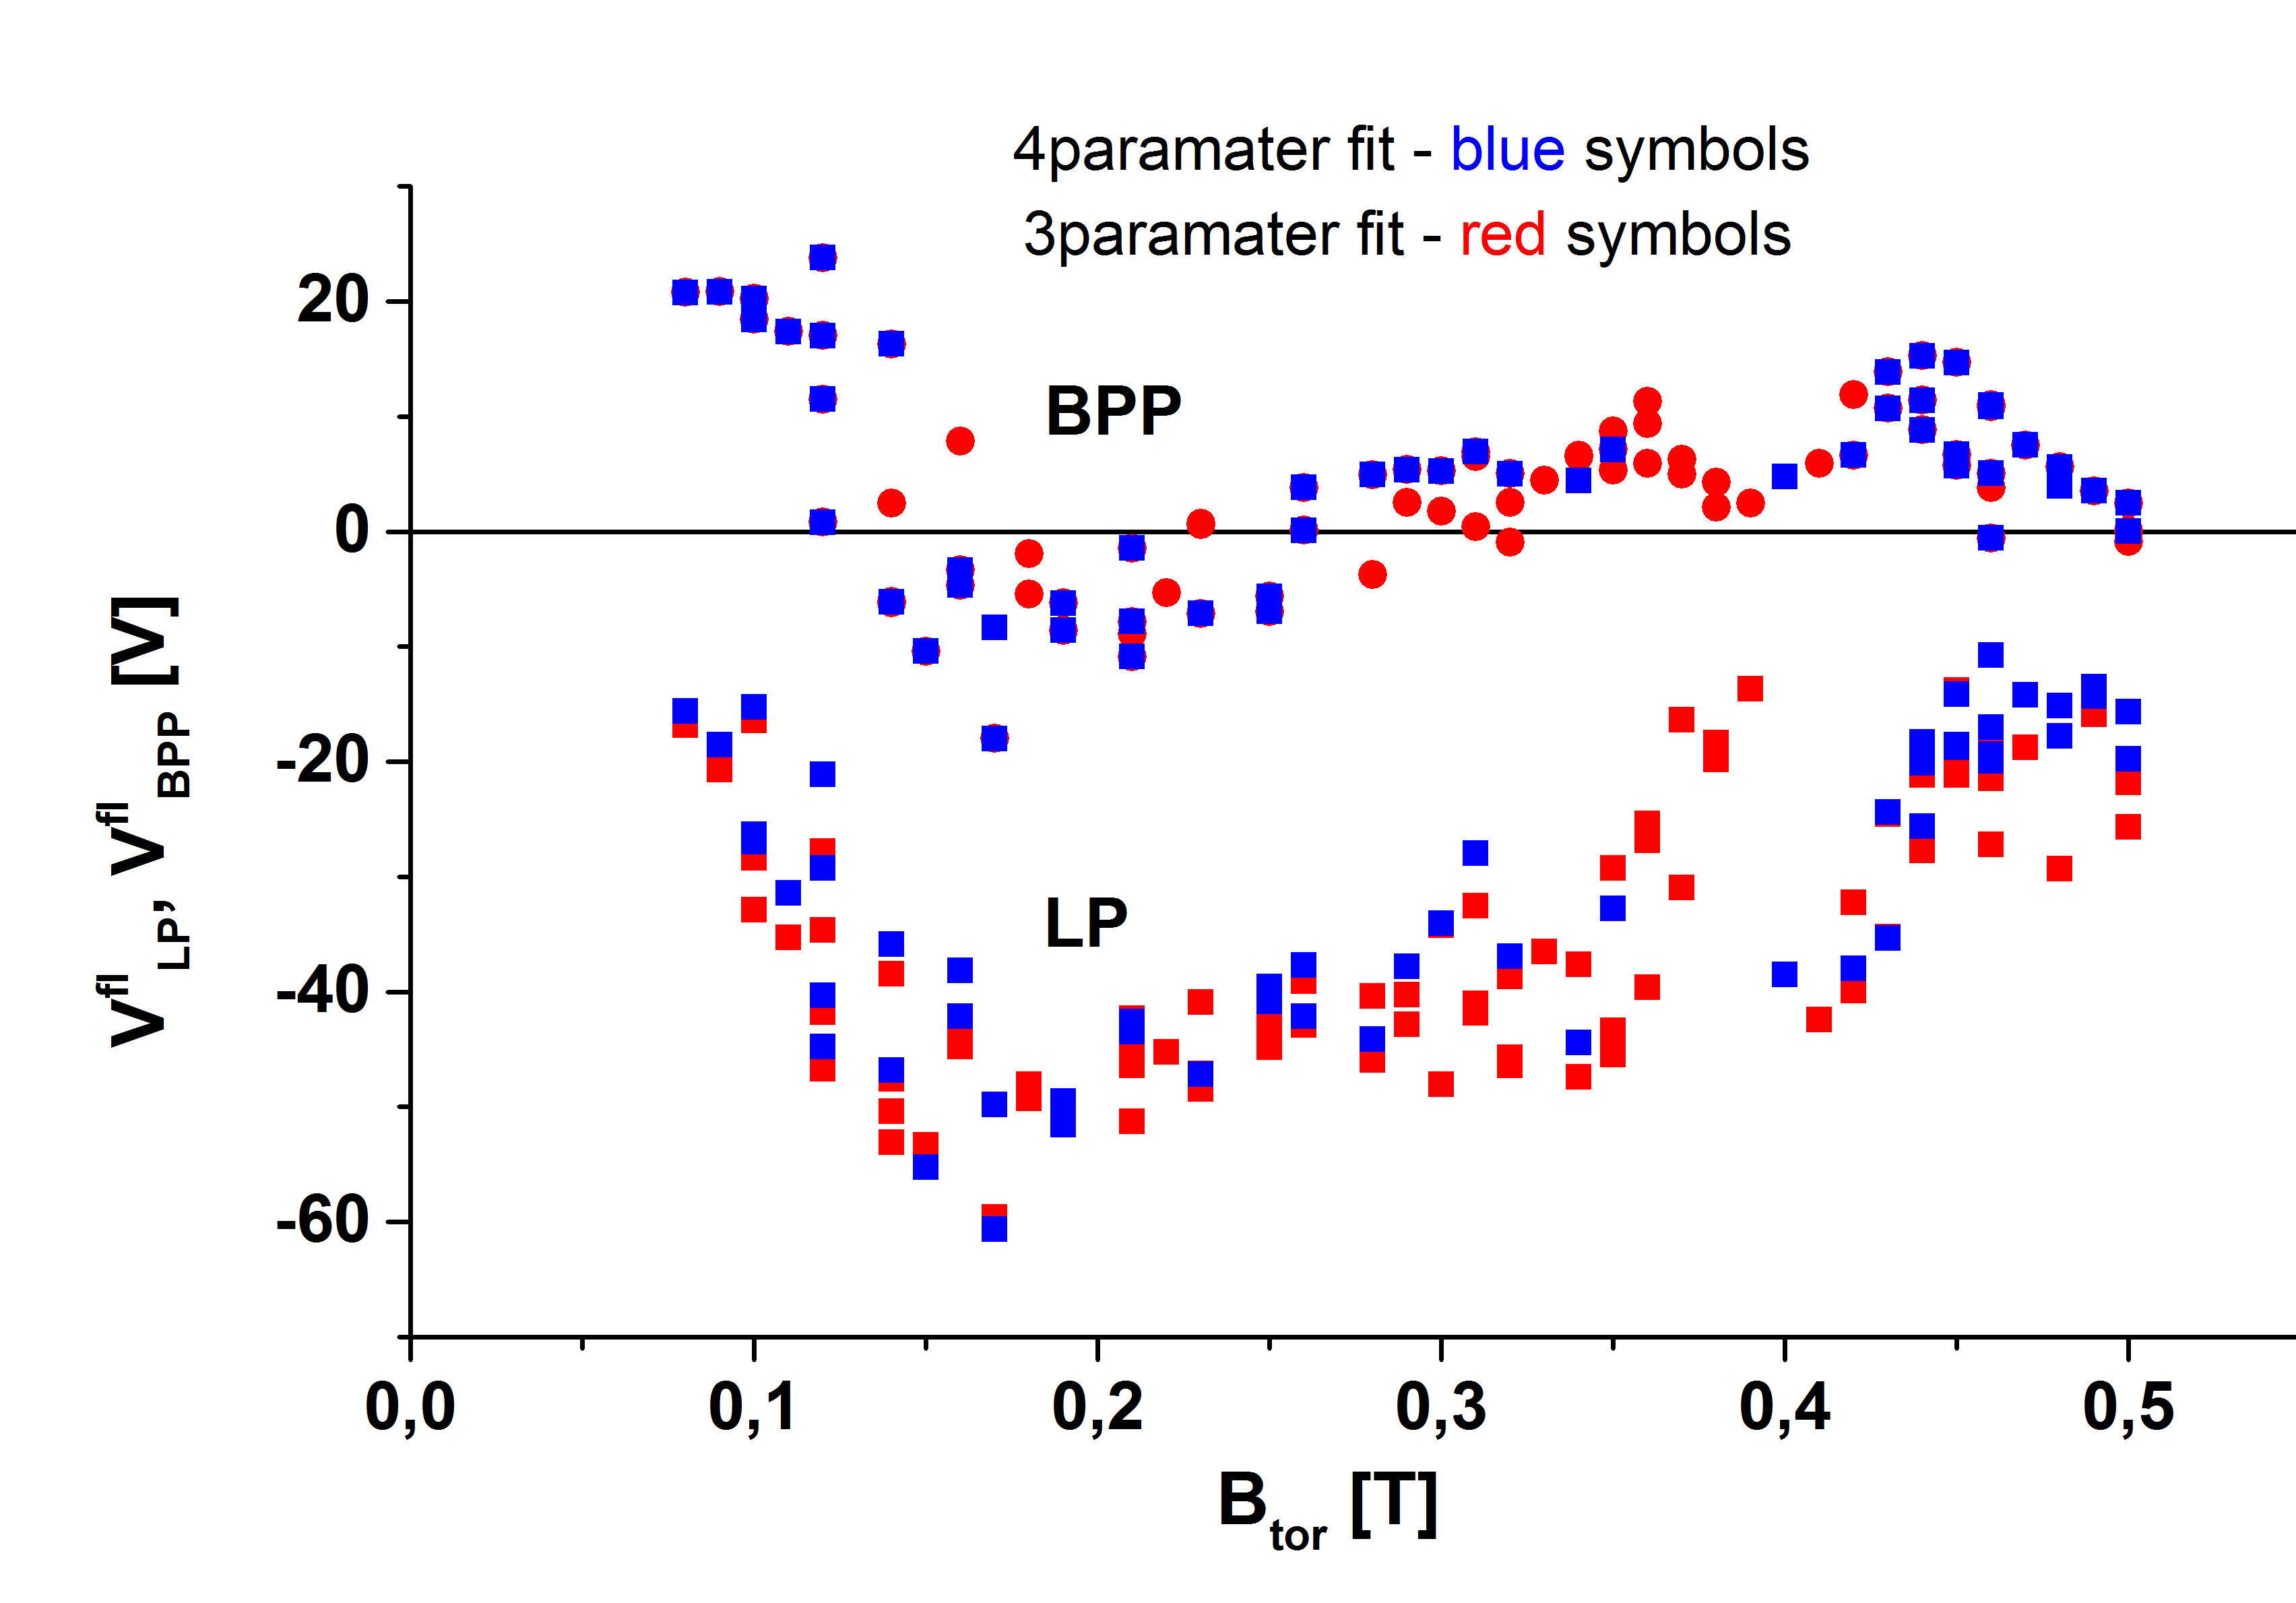 4paramater fit - blue symbols
3paramater fit - red symbols
20
BPP
0
-20
LP
-40
-60
V^fl_LP, V^fl_BPP [V]
0,0 0,1 0,2 0,3 0,4 0,5
B_tor [T]